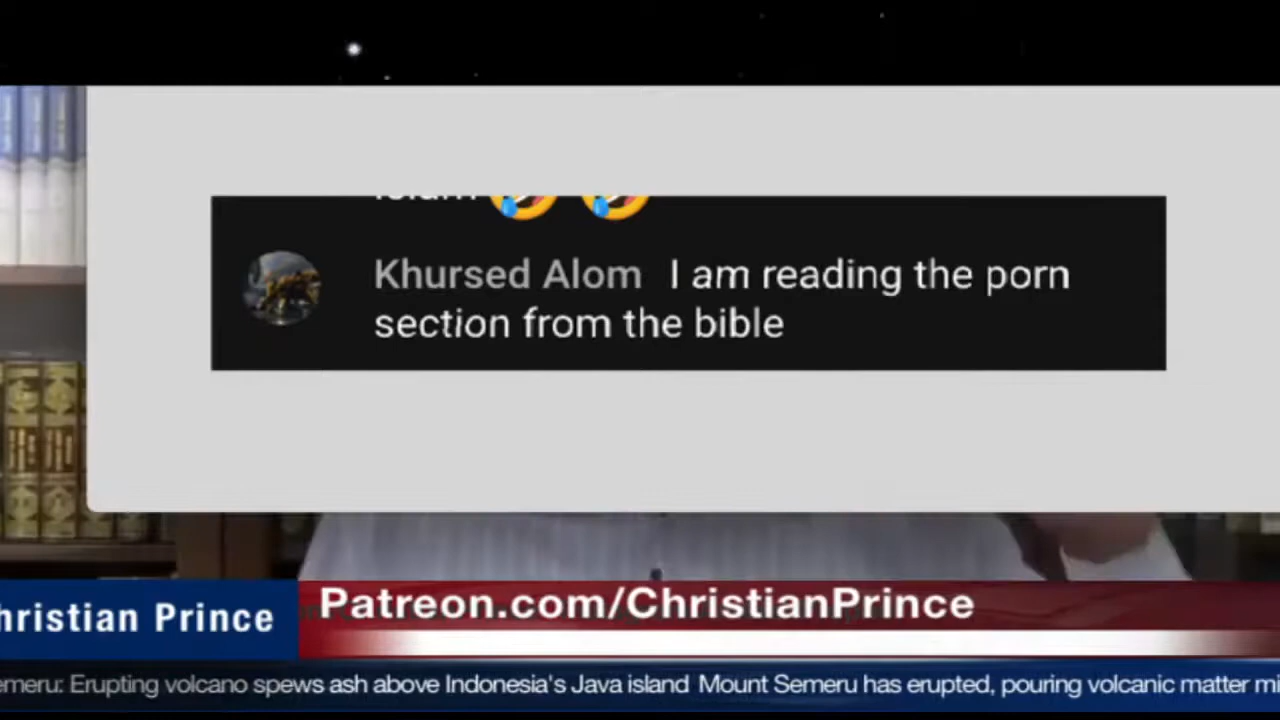 Khursed Alom I am reading the porn
section from the bible
Patreon.com/ChristianPrince
hristian Prince
emeru: Erupting volcano spews ash above Indonesia's Java island Mount Semeru has erupted, pouring volcanic matter mi